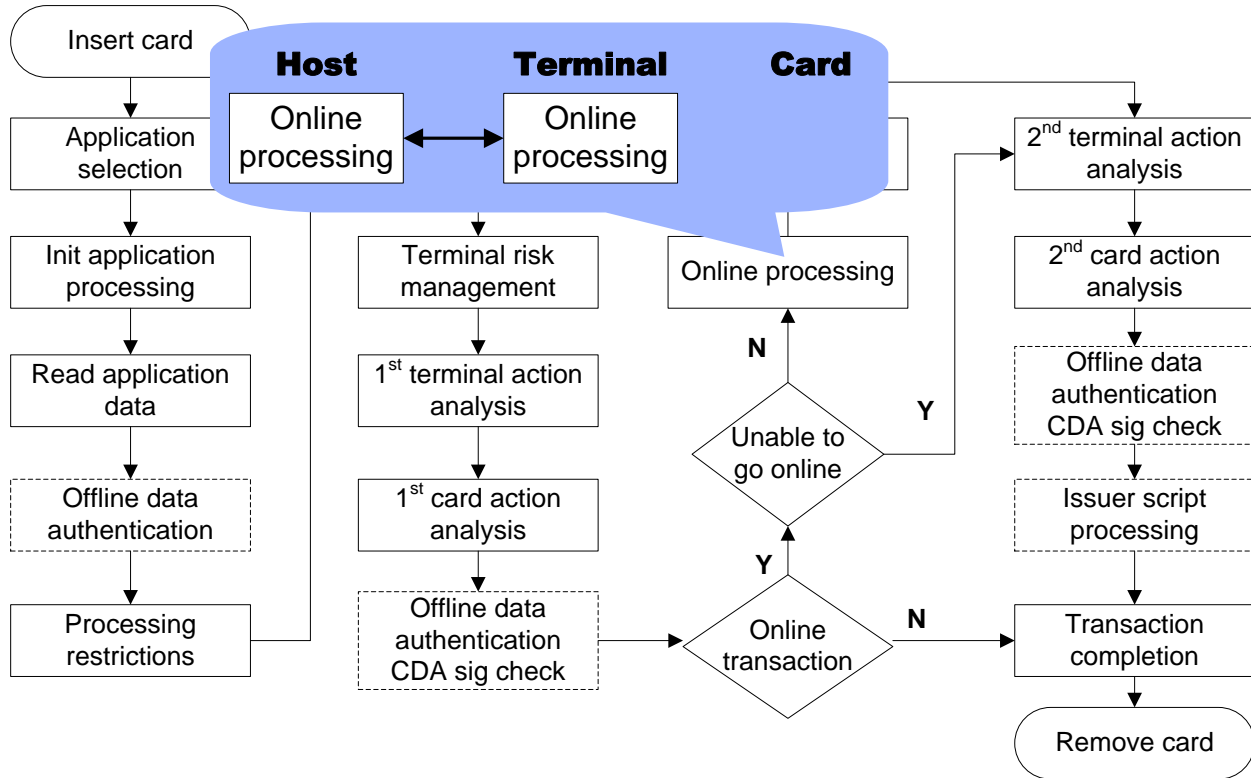 Insert card
Host
Terminal
Card
Online
processing
Online
processing
Application
selection
Init application
processing
Read application
data
Offline data
authentication
Processing
restrictions
Terminal risk
management
1st terminal action
analysis
1st card action
analysis
Offline data
authentication
CDA sig check
Online processing
N
Unable to
go online
Y
Y
Online
transaction
N
2nd terminal action
analysis
2nd card action
analysis
Offline data
authentication
CDA sig check
Issuer script
processing
Transaction
completion
Remove card